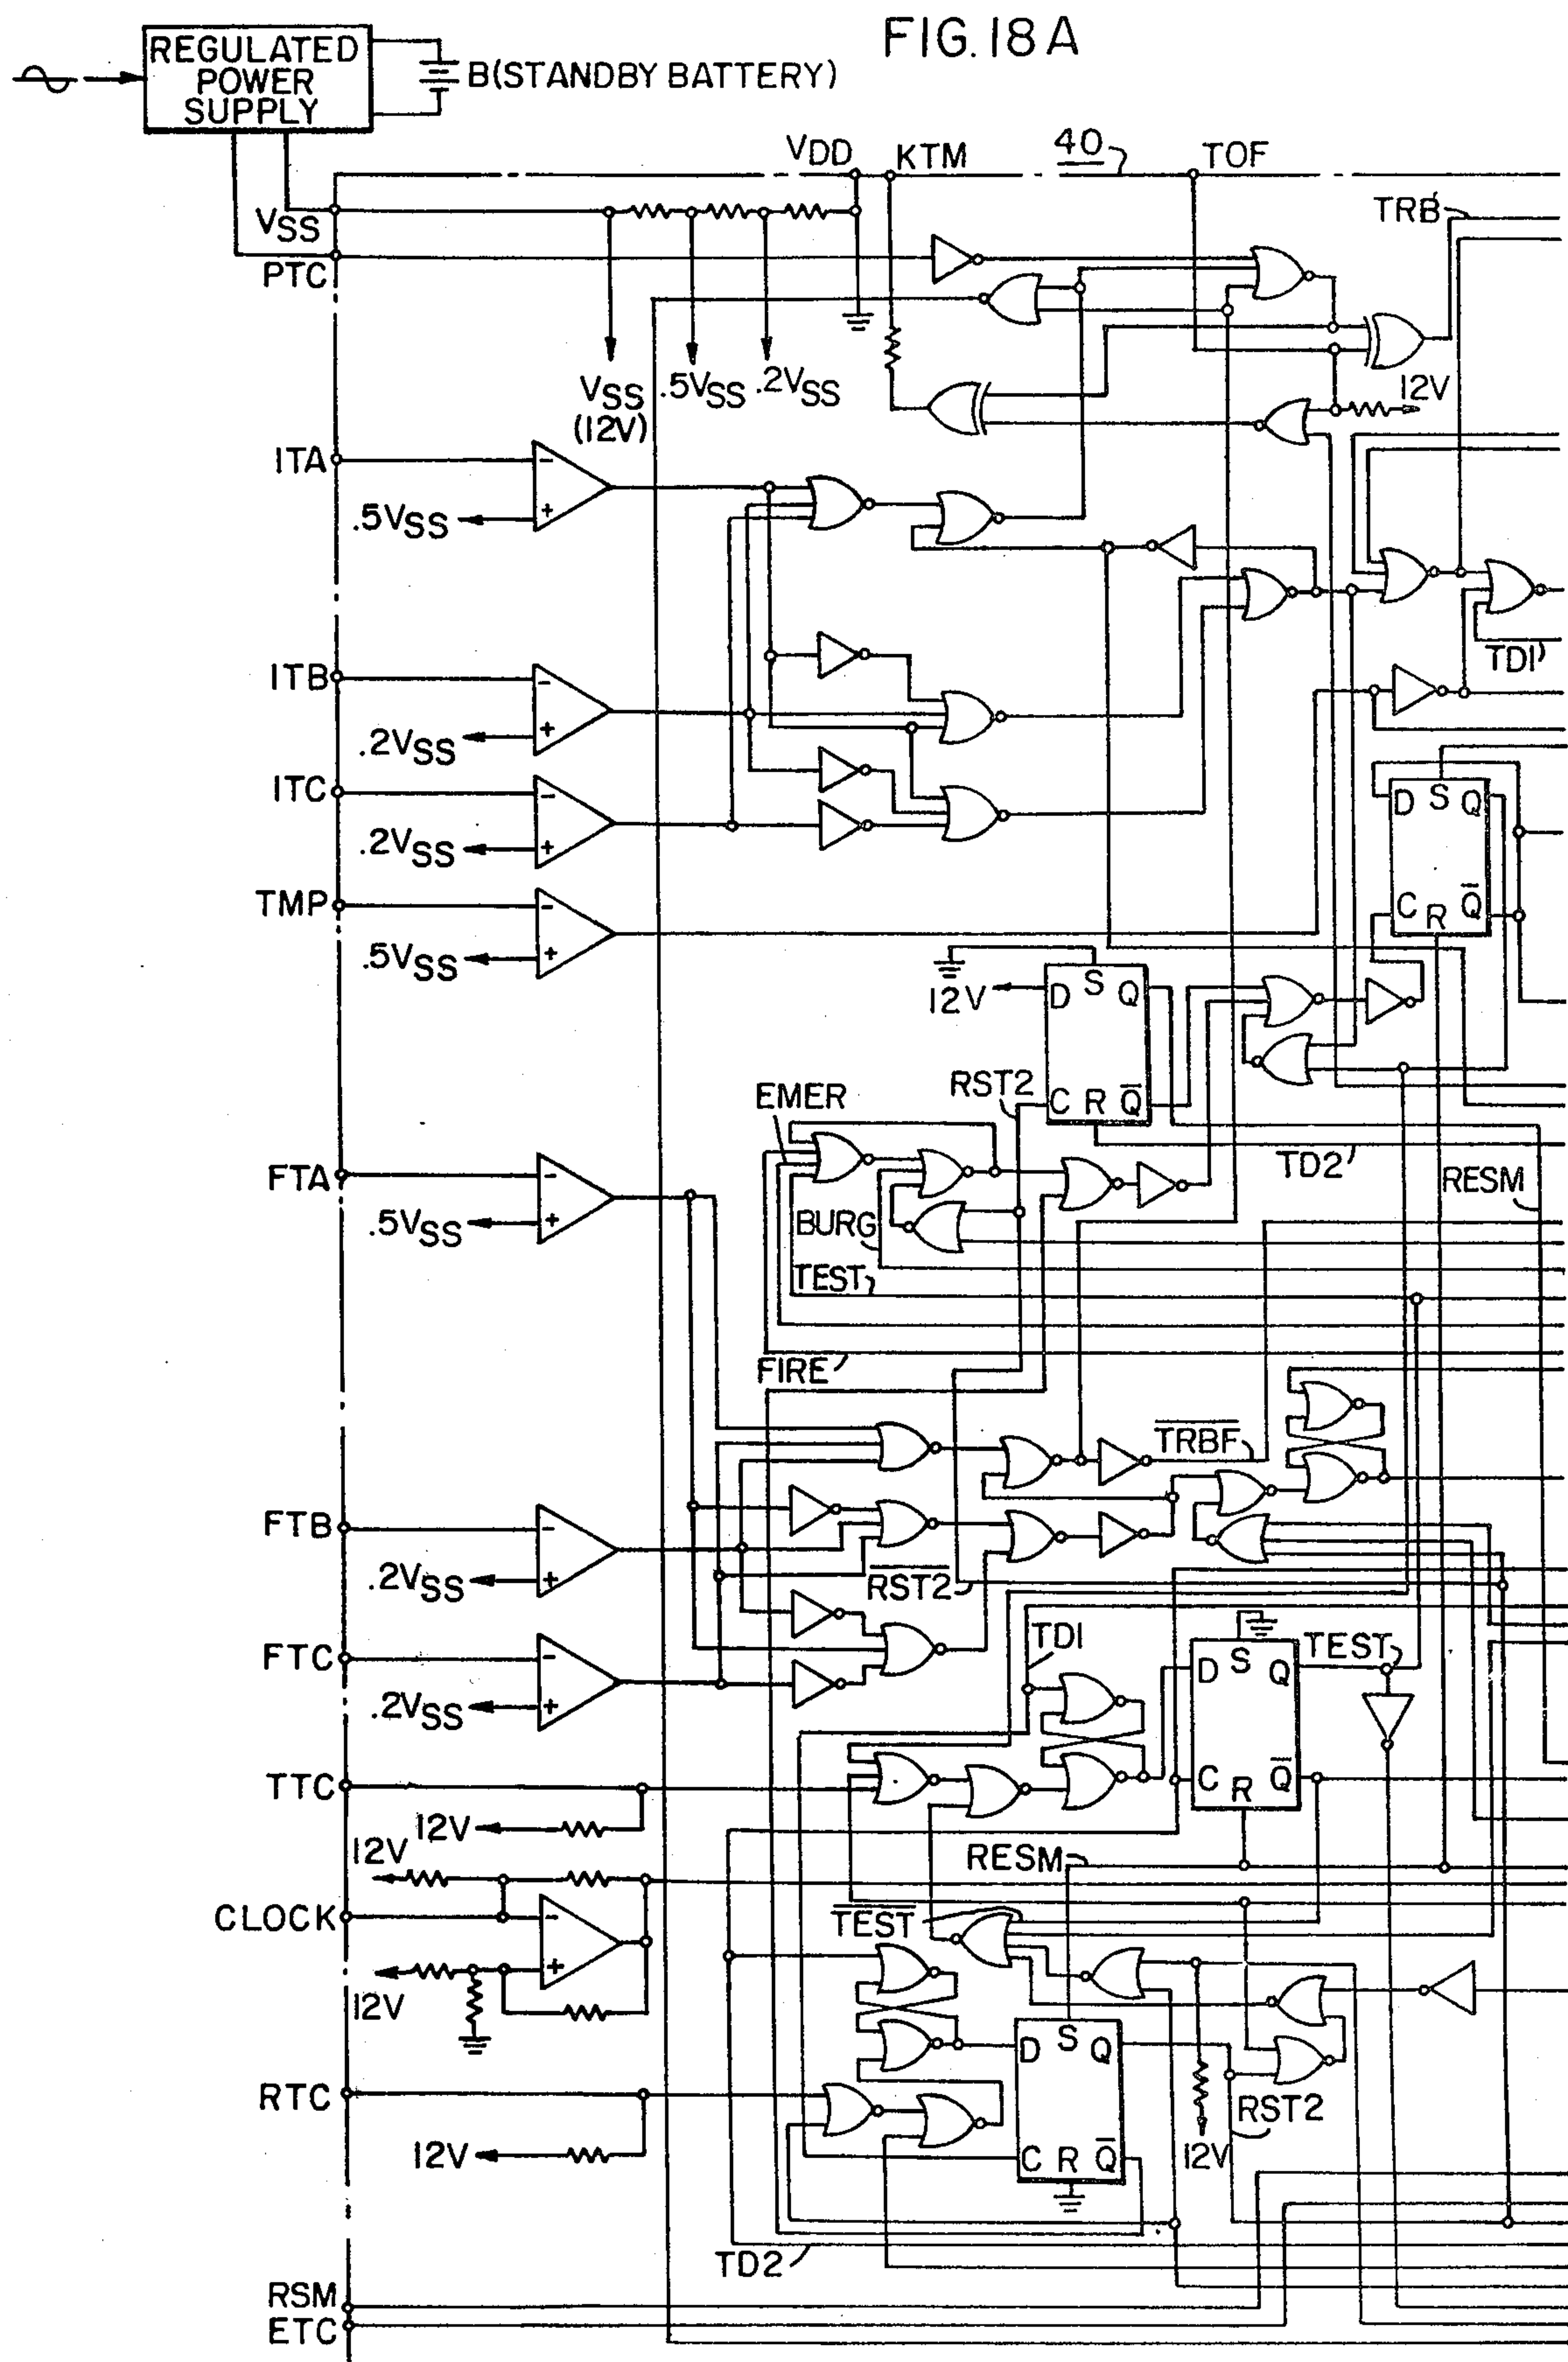 FIG. 18A
REGULATED
POWER
SUPPLY
B(STANDBY BATTERY)
VDD
KTM
40
TOF
TRB
VSS
PTC
VSS
(12V)
.5VSS
.2VSS
12V
ITA
-
.5VSS
+
TD1
ITB
-
.2VSS
+
ITC
-
.2VSS
+
D S Q
C R Q̅
TMP
-
.5VSS
+
12V
D S Q
RST2
C R Q̅
EMER
TD2
RESM
FTA
-
.5VSS
+
BURG
TEST
FIRE
T̅R̅B̅F̅
FTB
-
.2VSS
+
R̅S̅T̅2̅
FTC
-
.2VSS
+
TD1
D S Q
TEST
C R Q̅
TTC
12V
12V
RESM
CLOCK
-
+
T̅E̅S̅T̅
12V
D S Q
RTC
RST2
12V
C R Q̅
12V
TD2
RSM
ETC